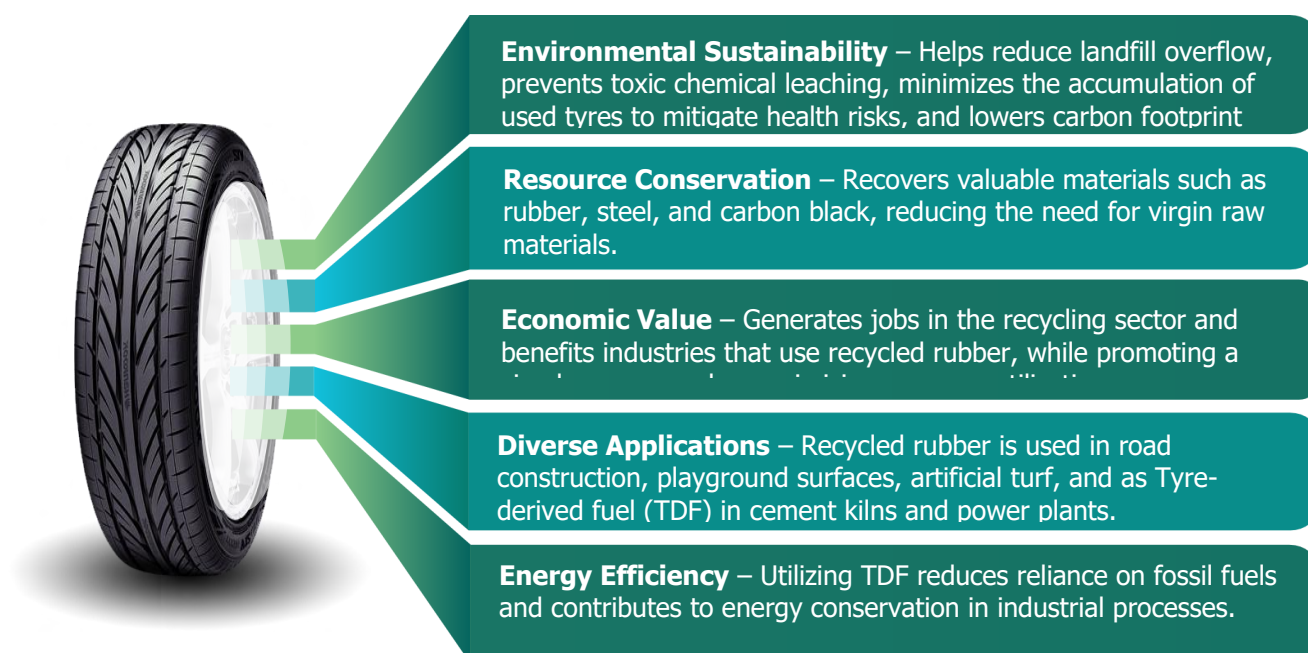 Environmental Sustainability – Helps reduce landfill overflow,
prevents toxic chemical leaching, minimizes the accumulation of
used tyres to mitigate health risks, and lowers carbon footprint
Resource Conservation – Recovers valuable materials such as
rubber, steel, and carbon black, reducing the need for virgin raw
materials.
Economic Value – Generates jobs in the recycling sector and
benefits industries that use recycled rubber, while promoting a
Diverse Applications – Recycled rubber is used in road
construction, playground surfaces, artificial turf, and as Tyre-
derived fuel (TDF) in cement kilns and power plants.
Energy Efficiency – Utilizing TDF reduces reliance on fossil fuels
and contributes to energy conservation in industrial processes.